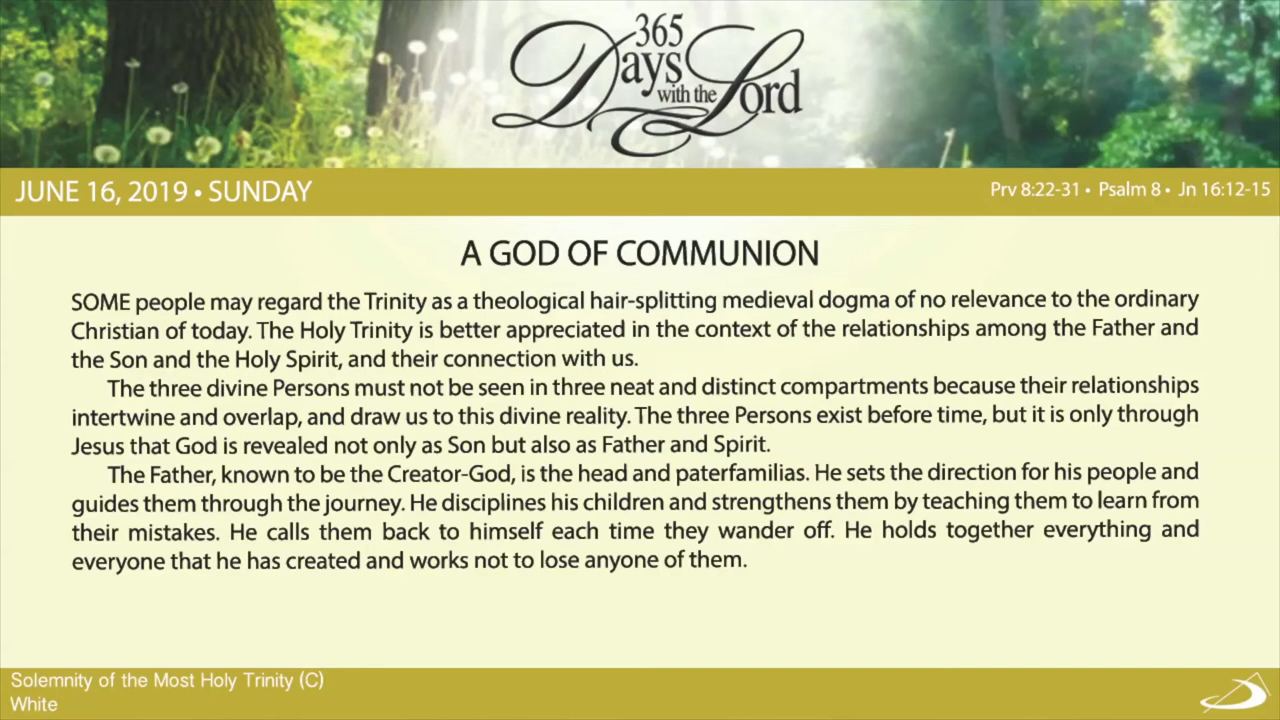 365
Days
with the Lord
JUNE 16, 2019 • SUNDAY
Prv 8:22-31 • Psalm 8 • Jn 16:12-15
A GOD OF COMMUNION
SOME people may regard the Trinity as a theological hair-splitting medieval dogma of no relevance to the ordinary
Christian of today. The Holy Trinity is better appreciated in the context of the relationships among the Father and
the Son and the Holy Spirit, and their connection with us.
The three divine Persons must not be seen in three neat and distinct compartments because their relationships
intertwine and overlap, and draw us to this divine reality. The three Persons exist before time, but it is only through
Jesus that God is revealed not only as Son but also as Father and Spirit.
The Father, known to be the Creator-God, is the head and paterfamilias. He sets the direction for his people and
guides them through the journey. He disciplines his children and strengthens them by teaching them to learn from
their mistakes. He calls them back to himself each time they wander off. He holds together everything and
everyone that he has created and works not to lose anyone of them.
Solemnity of the Most Holy Trinity (C)
White